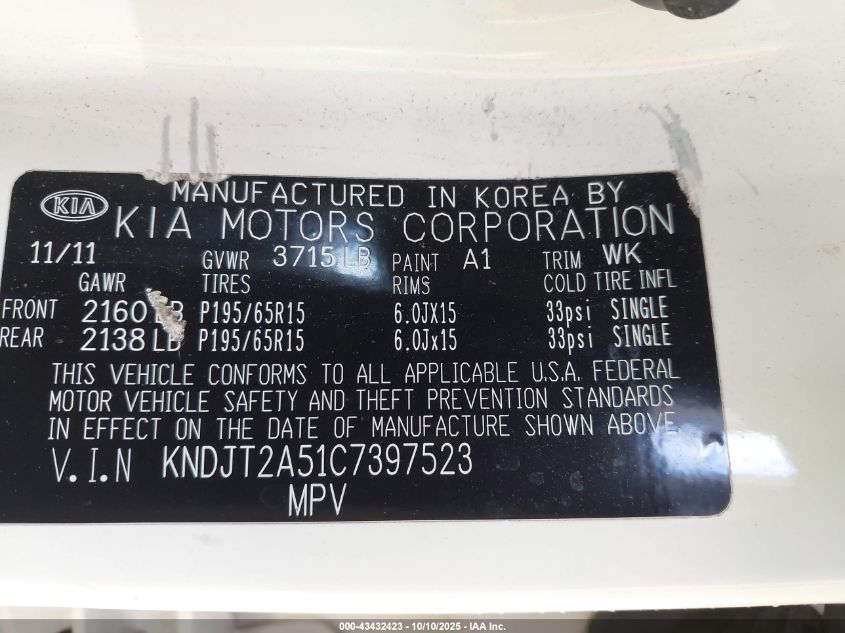 MANUFACTURED IN KOREA BY
KIA KIA MOTORS CORPORATION
11/11 GVWR 3715 LB PAINT A1 TRIM WK
GAWR TIRES RIMS COLD TIRE INFL
FRONT 2160 LB P195/65R15 6.0JX15 33psi SINGLE
REAR 2138 LB P195/65R15 6.0Jx15 33psi SINGLE
THIS VEHICLE CONFORMS TO ALL APPLICABLE U.S.A. FEDERAL
MOTOR VEHICLE SAFETY AND THEFT PREVENTION STANDARDS
IN EFFECT ON THE DATE OF MANUFACTURE SHOWN ABOVE.
V.I.N KNDJT2A51C7397523
MPV
000-43432423 - 10/10/2025 - IAA Inc.